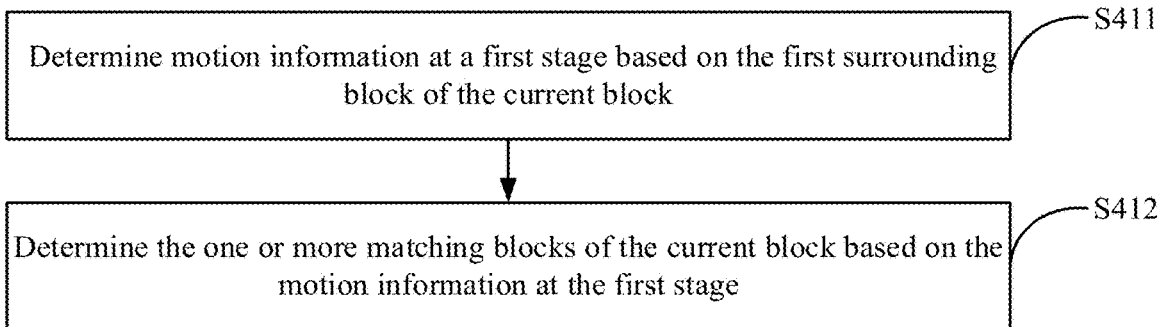 S411
Determine motion information at a first stage based on the first surrounding
block of the current block
S412
Determine the one or more matching blocks of the current block based on the
motion information at the first stage